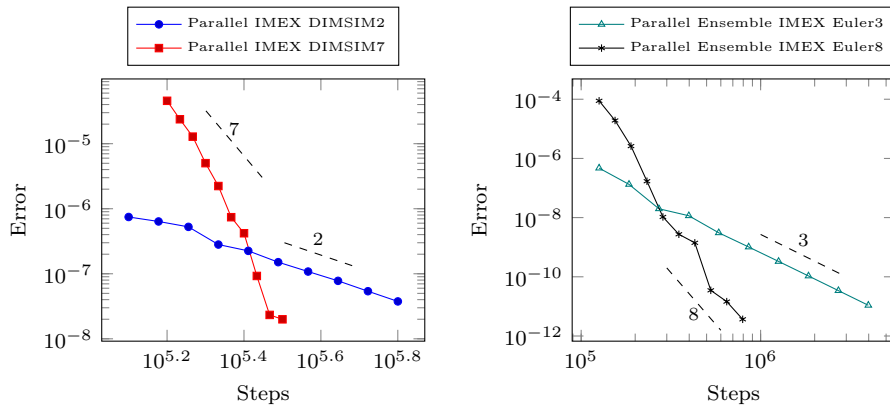 Parallel IMEX DIMSIM2
Parallel IMEX DIMSIM7
10^-5
10^-6
10^-7
10^-8
Error
7
2
10^5.2
10^5.4
10^5.6
10^5.8
Steps
Parallel Ensemble IMEX Euler3
Parallel Ensemble IMEX Euler8
10^-4
10^-6
10^-8
10^-10
10^-12
Error
3
8
10^5
10^6
Steps